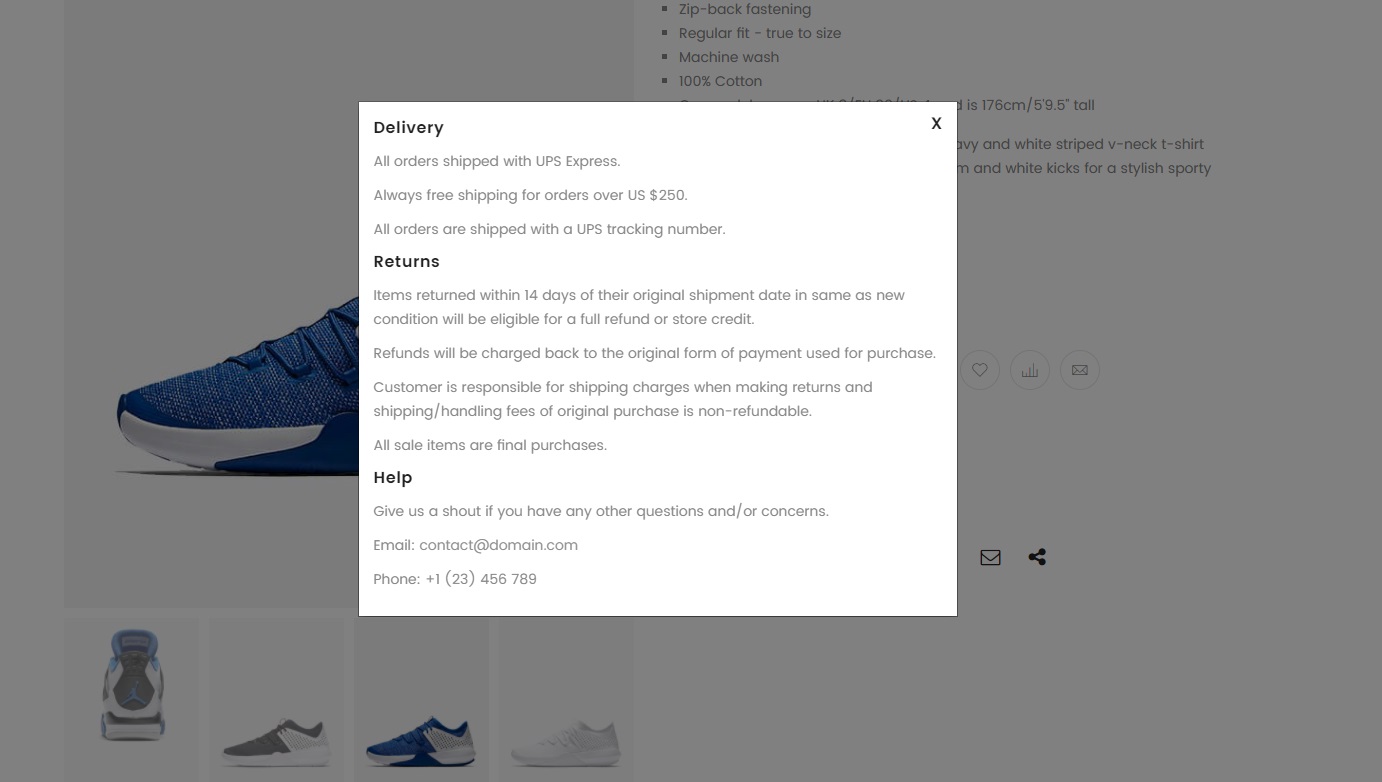 Zip-back fastening
Regular fit - true to size
Machine wash
100% Cotton
is 176cm/5'9.5" tall
and white striped v-neck t-shirt
and white kicks for a stylish sporty
X
Delivery
All orders shipped with UPS Express.
Always free shipping for orders over US $250.
All orders are shipped with a UPS tracking number.
Returns
Items returned within 14 days of their original shipment date in same as new
condition will be eligible for a full refund or store credit.
Refunds will be charged back to the original form of payment used for purchase.
Customer is responsible for shipping charges when making returns and
shipping/handling fees of original purchase is non-refundable.
All sale items are final purchases.
Help
Give us a shout if you have any other questions and/or concerns.
Email: contact@domain.com
Phone: +1 (23) 456 789